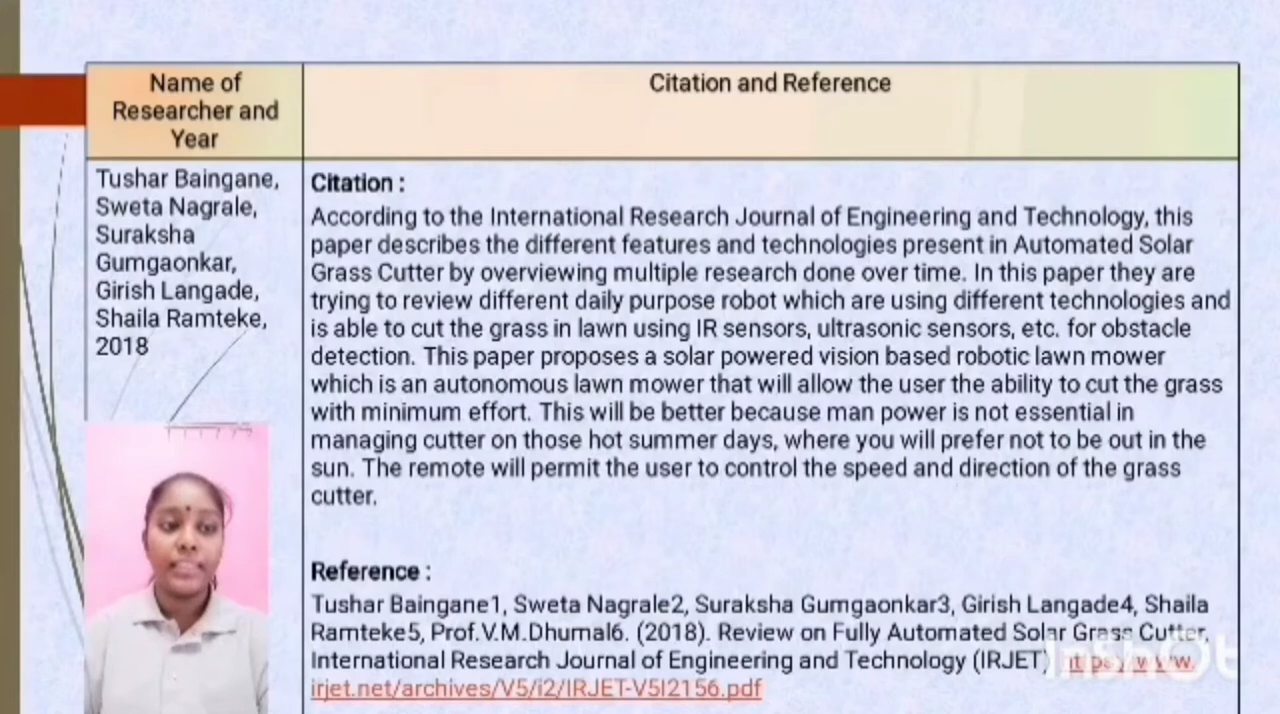 Name of
Researcher and
Year
Citation and Reference
Tushar Baingane,
Sweta Nagrale,
Suraksha
Gumgaonkar,
Girish Langade,
Shaila Ramteke,
2018
Citation :
According to the International Research Journal of Engineering and Technology, this
paper describes the different features and technologies present in Automated Solar
Grass Cutter by overviewing multiple research done over time. In this paper they are
trying to review different daily purpose robot which are using different technologies and
is able to cut the grass in lawn using IR sensors, ultrasonic sensors, etc. for obstacle
detection. This paper proposes a solar powered vision based robotic lawn mower
which is an autonomous lawn mower that will allow the user the ability to cut the grass
with minimum effort. This will be better because man power is not essential in
managing cutter on those hot summer days, where you will prefer not to be out in the
sun. The remote will permit the user to control the speed and direction of the grass
cutter.
Reference :
Tushar Baingane1, Sweta Nagrale2, Suraksha Gumgaonkar3, Girish Langade4, Shaila
Ramteke5, Prof.V.M.Dhumal6. (2018). Review on Fully Automated Solar Grass Cutter,
International Research Journal of Engineering and Technology (IRJET) https://www.
irjet.net/archives/V5/i2/IRJET-V5I2156.pdf
InShOt